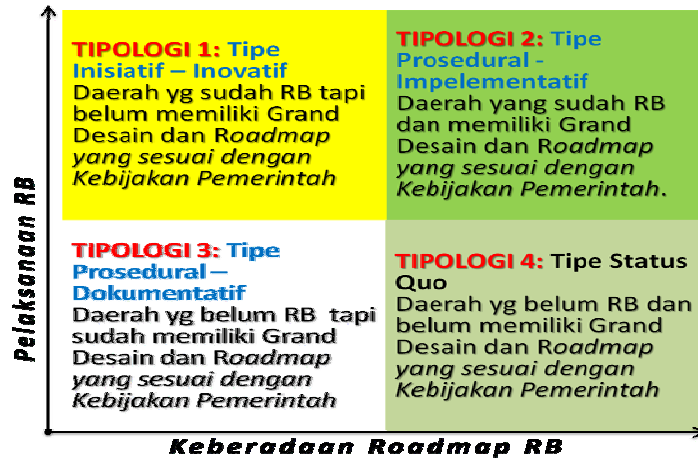 TIPOLOGI 1: Tipe
Inisiatif – Inovatif
Daerah yg sudah RB tapi
belum memiliki Grand
Desain dan Roadmap
yang sesuai dengan
Kebijakan Pemerintah
TIPOLOGI 2: Tipe
Prosedural -
Impelementatif
Daerah yang sudah RB
dan memiliki Grand
Desain dan Roadmap
yang sesuai dengan
Kebijakan Pemerintah.
TIPOLOGI 3: Tipe
Prosedural –
Dokumentatif
Daerah yg belum RB tapi
sudah memiliki Grand
Desain dan Roadmap
yang sesuai dengan
Kebijakan Pemerintah
TIPOLOGI 4: Tipe Status
Quo
Daerah yg belum RB dan
belum memiliki Grand
Desain dan Roadmap
yang sesuai dengan
Kebijakan Pemerintah
Pelaksanaan RB
Keberadaan Roadmap RB